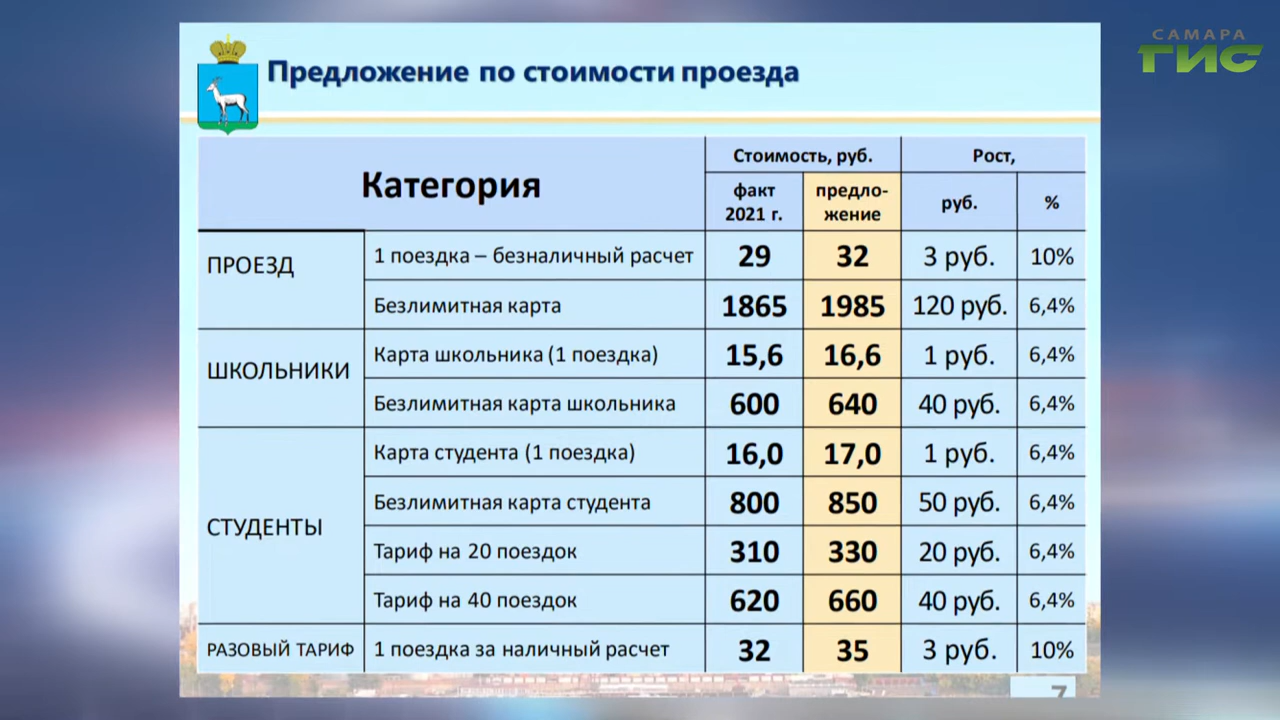 САМАРА
ГИС
Предложение по стоимости проезда
Категория
Стоимость, руб.
Рост,
факт 2021 г.
предло-жение
руб.
%
ПРОЕЗД
1 поездка – безналичный расчет 29 32 3 руб. 10%
Безлимитная карта 1865 1985 120 руб. 6,4%
ШКОЛЬНИКИ
Карта школьника (1 поездка) 15,6 16,6 1 руб. 6,4%
Безлимитная карта школьника 600 640 40 руб. 6,4%
СТУДЕНТЫ
Карта студента (1 поездка) 16,0 17,0 1 руб. 6,4%
Безлимитная карта студента 800 850 50 руб. 6,4%
Тариф на 20 поездок 310 330 20 руб. 6,4%
Тариф на 40 поездок 620 660 40 руб. 6,4%
РАЗОВЫЙ ТАРИФ 1 поездка за наличный расчет 32 35 3 руб. 10%
7